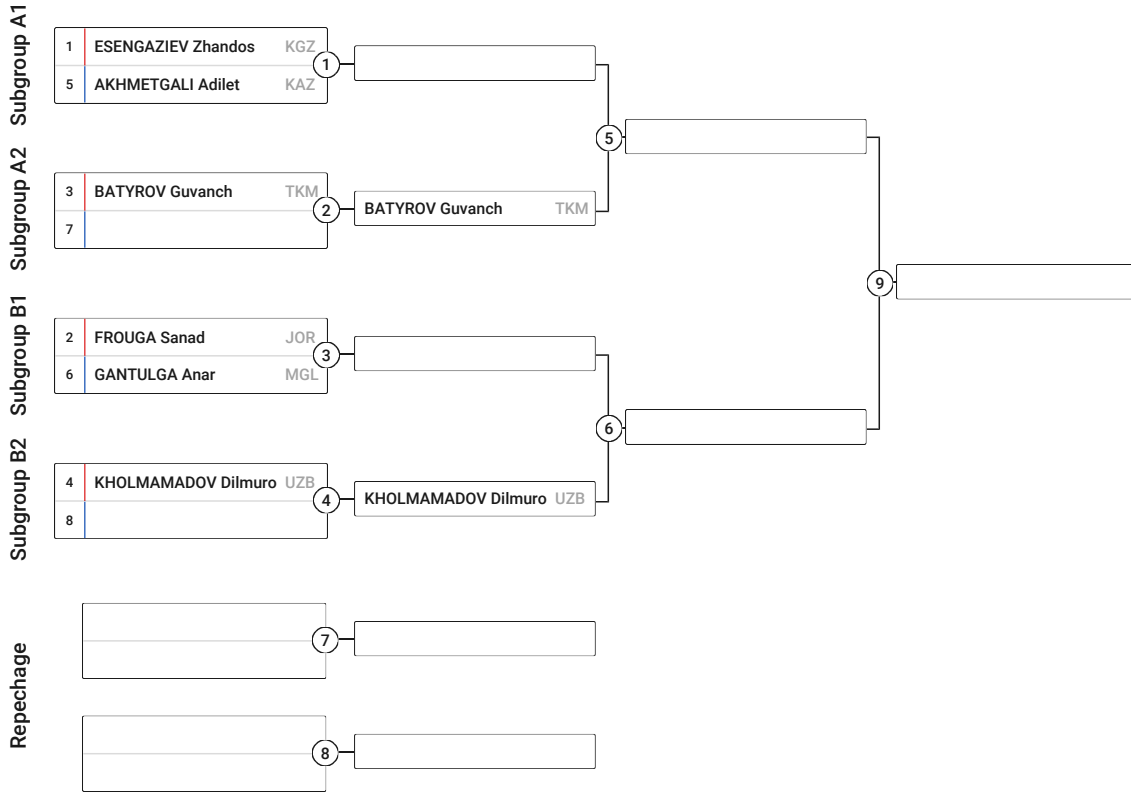 Subgroup A1
1 ESENGAZIEV Zhandos KGZ
5 AKHMETGALI Adilet KAZ
1
5
Subgroup A2
3 BATYROV Guvanch TKM
7
2
BATYROV Guvanch TKM
9
Subgroup B1
2 FROUGA Sanad JOR
6 GANTULGA Anar MGL
3
6
Subgroup B2
4 KHOLMAMADOV Dilmuro UZB
8
4
KHOLMAMADOV Dilmuro UZB
Repechage
7
8